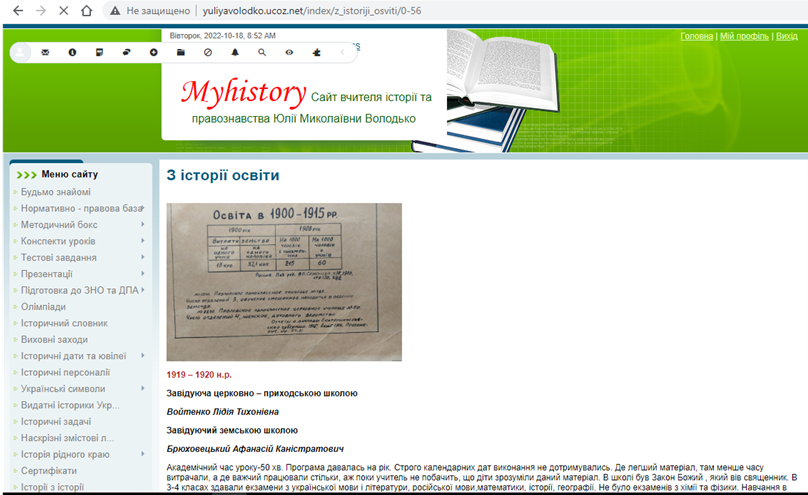 Не защищено | yuliyavolodko.ucoz.net/index/z_istoriji_osviti/0-56
Вівторок, 2022-10-18, 8:52 AM
Головна | Мій профіль | Вихід
Myhistory Сайт вчителя історії та
правознавства Юлії Миколаївни Володько
Меню сайту
Будьмо знайомі
Нормативно - правова база
Методичний бокс
Конспекти уроків
Тестові завдання
Презентації
Підготовка до ЗНО та ДПА
Олімпіади
Історичний словник
Виховні заходи
Історичні дати та ювілеї
Історичні персоналії
Українські символи
Видатні історики Укр...
Історичні задачі
Наскрізні змістові л...
Історія рідного краю
Сертифікати
Історії з історії
З історії освіти
Освіта в 1900-1915 рр.
1919 – 1920 н.р.
Завідуюча церковно – приходською школою
Войтенко Лідія Тихонівна
Завідуючий земською школою
Брюховецький Афанасій Каністратович
Академічний час уроку-50 хв. Програма давалась на рік. Строго календарних дат виконання не дотримувались. Де легший матеріал, там менше часу
витрачали, а де важчий працювали стільки, аж поки учитель не побачить, що діти зрозуміли даний матеріал. В школі був Закон Божий , який вів священник. В
3-4 класах здавали екзамени з української мови і літератури, російської мови,математики, історії, географії. Не було екзаменів з хімії та фізики. Навчання в